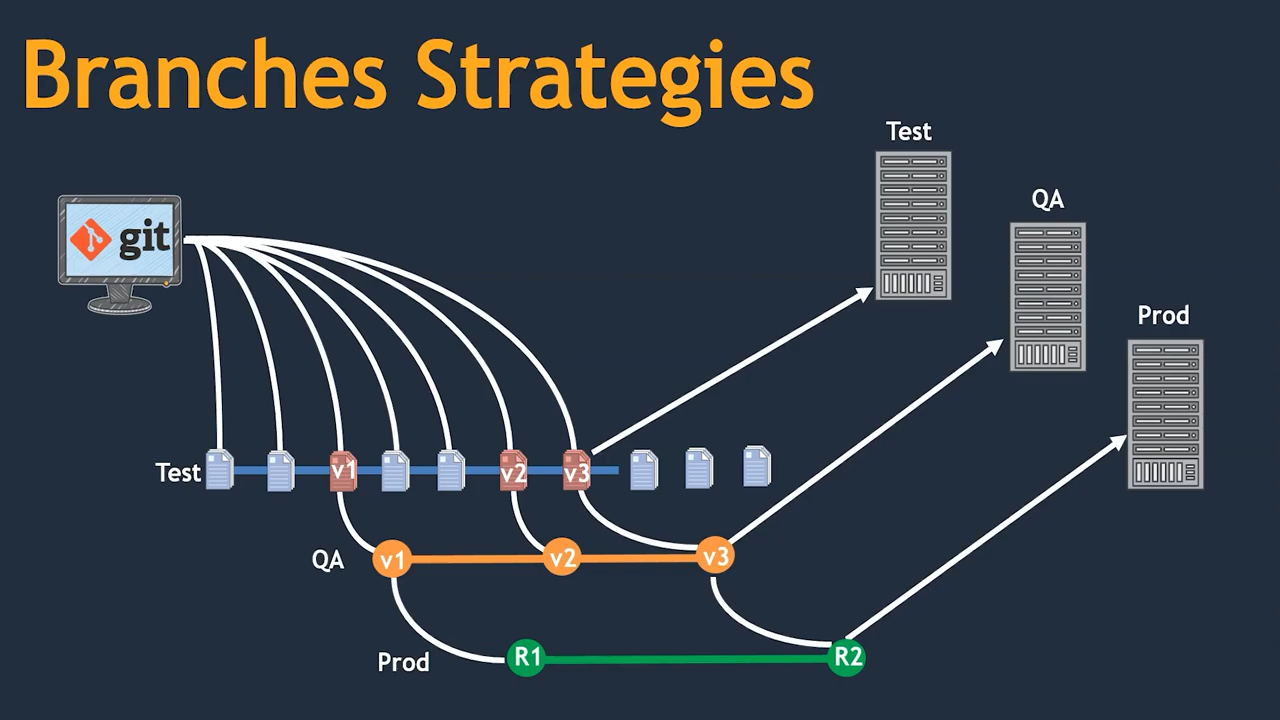 Branches Strategies
Test
QA
Prod
git
Test
v1
v2
v3
QA
v1
v2
v3
Prod
R1
R2